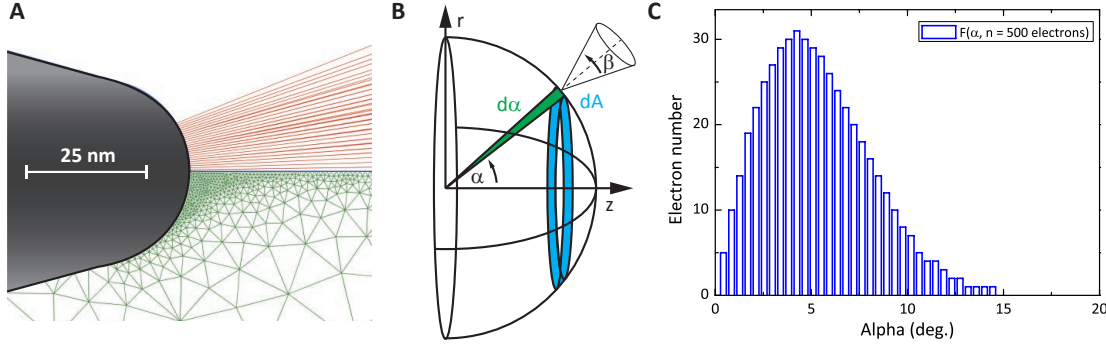 A
25 nm
B
r
β
dα
dA
α
z
C
F(α, n = 500 electrons)
Electron number
30
20
10
0
0
5
10
15
20
Alpha (deg.)